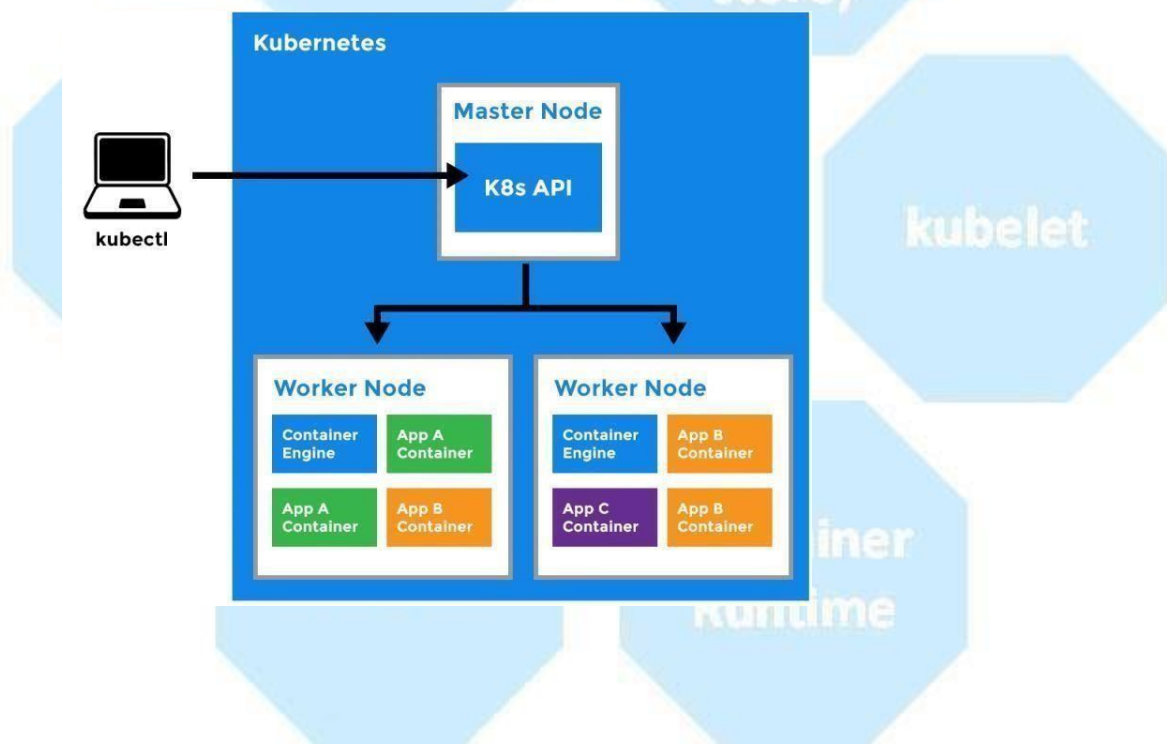 Kubernetes
Master Node
K8s API
kubectl
kubelet
Worker Node
Container
Engine
App A
Container
App A
Container
App B
Container
Worker Node
Container
Engine
App B
Container
App C
Container
App B
Container
iner
Runtime